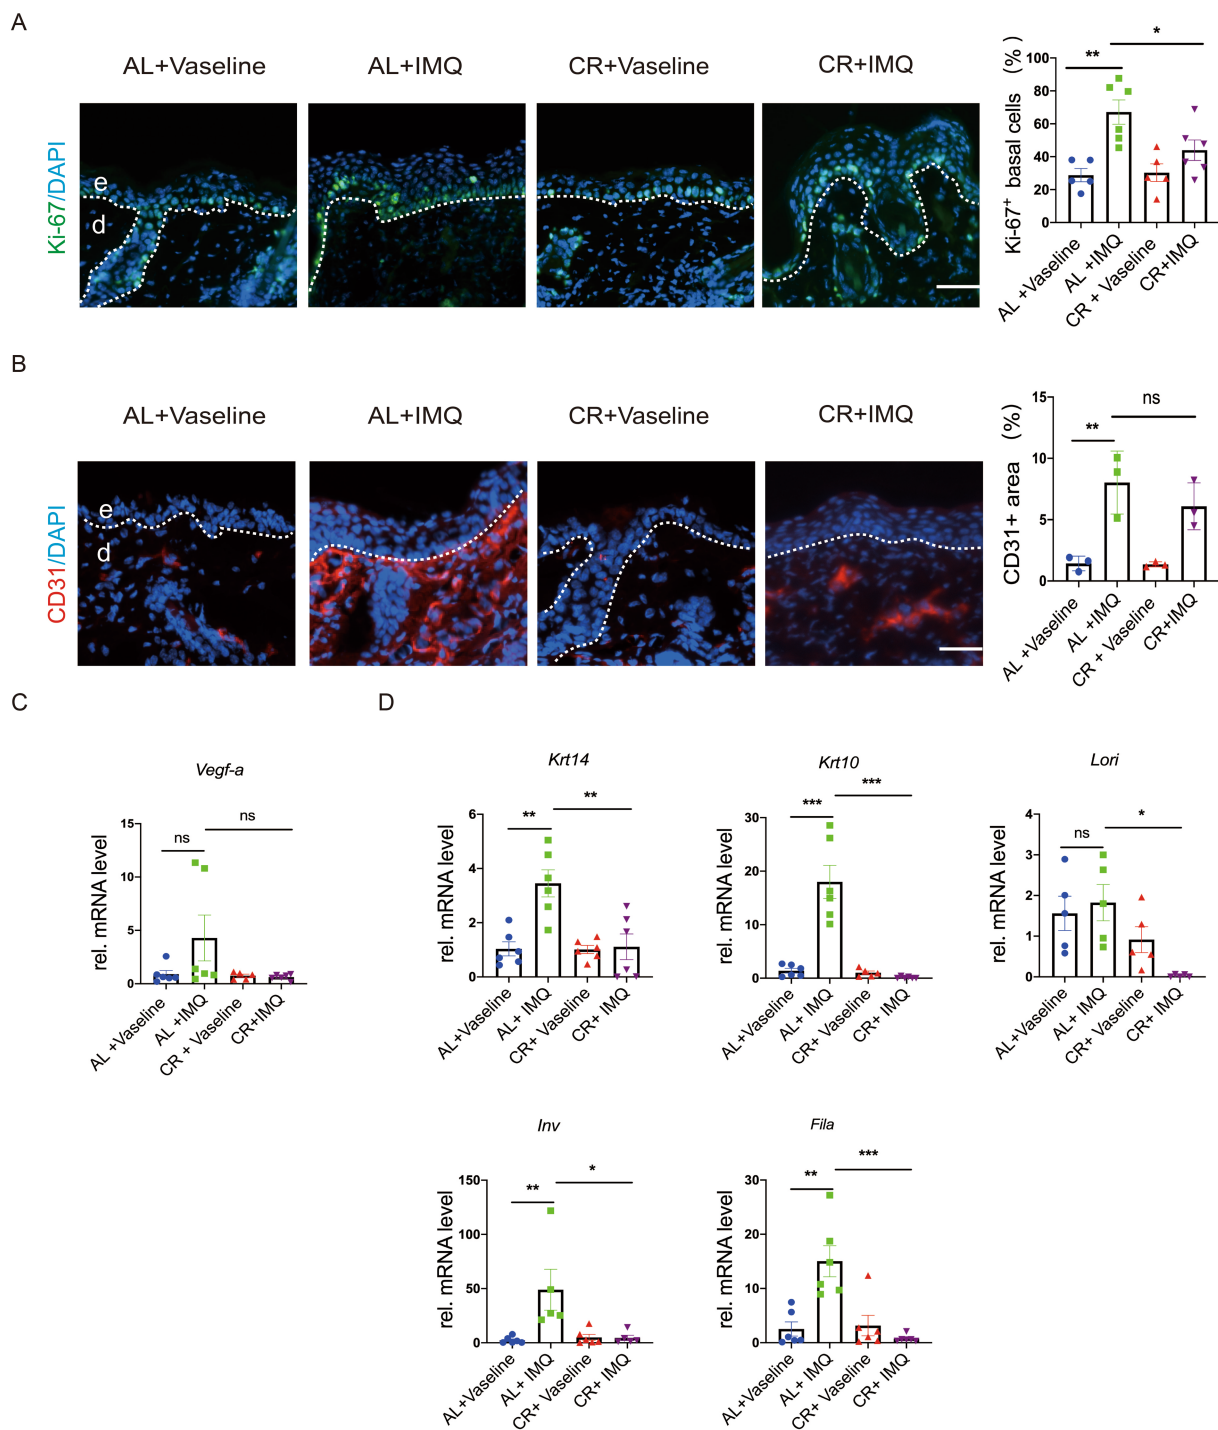 A
AL+Vaseline
AL+IMQ
CR+Vaseline
CR+IMQ
Ki-67/DAPI
e
d
Ki-67+ basal cells (%)
100
80
60
40
20
0
**
*
AL +Vaseline
AL +IMQ
CR + Vaseline
CR+IMQ
B
AL+Vaseline
AL+IMQ
CR+Vaseline
CR+IMQ
CD31/DAPI
e
d
CD31+ area (%)
15
10
5
0
**
ns
AL +Vaseline
AL +IMQ
CR + Vaseline
CR+IMQ
C
Vegf-a
rel. mRNA level
15
10
5
0
ns
ns
AL +Vaseline
AL +IMQ
CR + Vaseline
CR+IMQ
D
Krt14
rel. mRNA level
6
4
2
0
**
**
AL+Vaseline
AL+ IMQ
CR+ Vaseline
CR+ IMQ
Krt10
rel. mRNA level
30
20
10
0
***
***
AL+Vaseline
AL+ IMQ
CR+ Vaseline
CR+ IMQ
Lori
rel. mRNA level
4
3
2
1
0
ns
*
AL+Vaseline
AL+ IMQ
CR+ Vaseline
CR+ IMQ
Inv
rel. mRNA level
150
100
50
0
**
*
AL+Vaseline
AL+ IMQ
CR+ Vaseline
CR+ IMQ
Fila
rel. mRNA level
30
20
10
0
**
***
AL+Vaseline
AL+ IMQ
CR+ Vaseline
CR+ IMQ